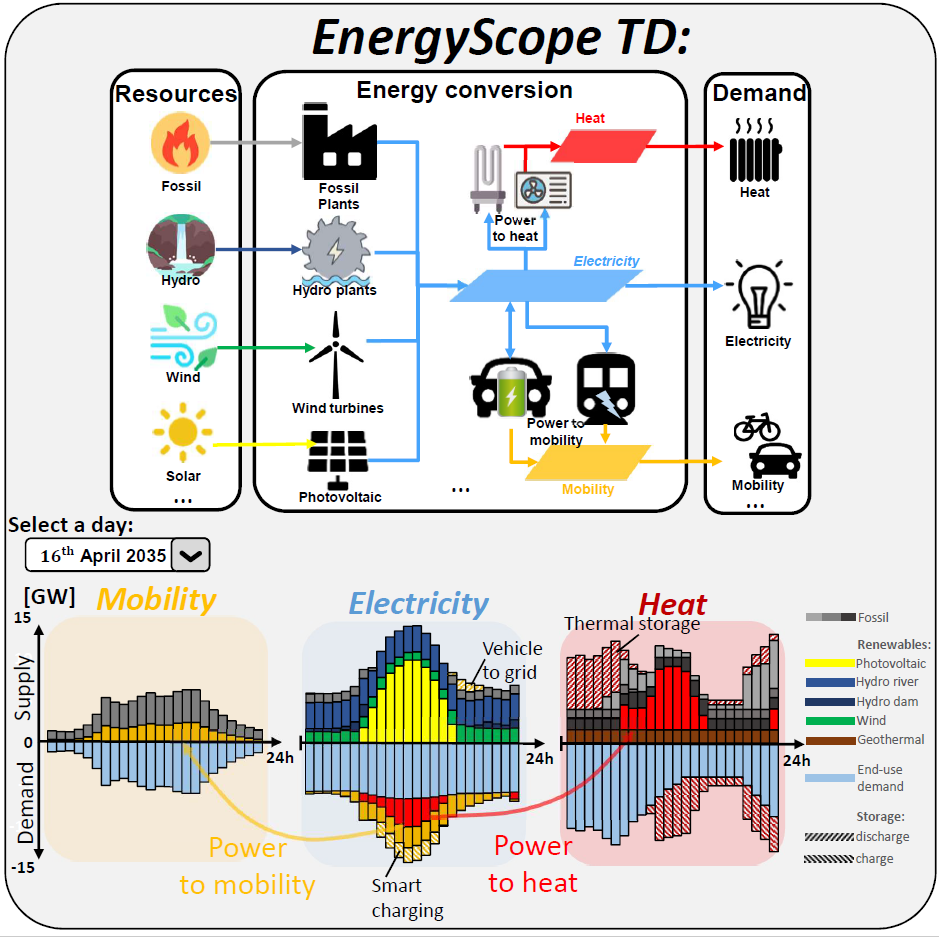 EnergyScope TD:
Resources
Energy conversion
Demand
Fossil
Hydro
Wind
Solar
...
Fossil
Plants
Hydro plants
Wind turbines
Photovoltaic
...
Heat
Power
to heat
Electricity
Power to
mobility
Mobility
Heat
Electricity
Mobility
...
Select a day:
16th April 2035
[GW]
15
0
-15
Supply
Demand
Mobility
24h
Power
to mobility
Electricity
Vehicle
to grid
24h
Smart
charging
Power
to heat
Heat
Thermal storage
24h
Fossil
Renewables:
Photovoltaic
Hydro river
Hydro dam
Wind
Geothermal
End-use
demand
Storage:
discharge
charge